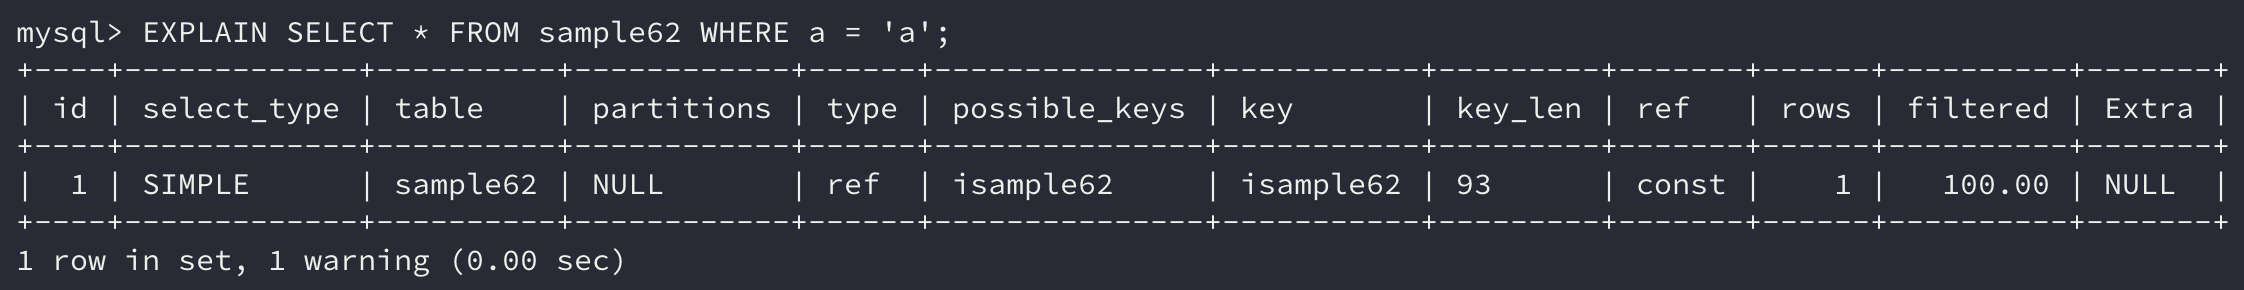 mysql> EXPLAIN SELECT * FROM sample62 WHERE a = 'a';
+----+-------------+----------+------------+------+---------------+-----------+---------+-------+------+----------+-------+
| id | select_type | table    | partitions | type | possible_keys | key       | key_len | ref   | rows | filtered | Extra |
+----+-------------+----------+------------+------+---------------+-----------+---------+-------+------+----------+-------+
|  1 | SIMPLE      | sample62 | NULL       | ref  | isample62     | isample62 | 93      | const |    1 |   100.00 | NULL  |
+----+-------------+----------+------------+------+---------------+-----------+---------+-------+------+----------+-------+
1 row in set, 1 warning (0.00 sec)